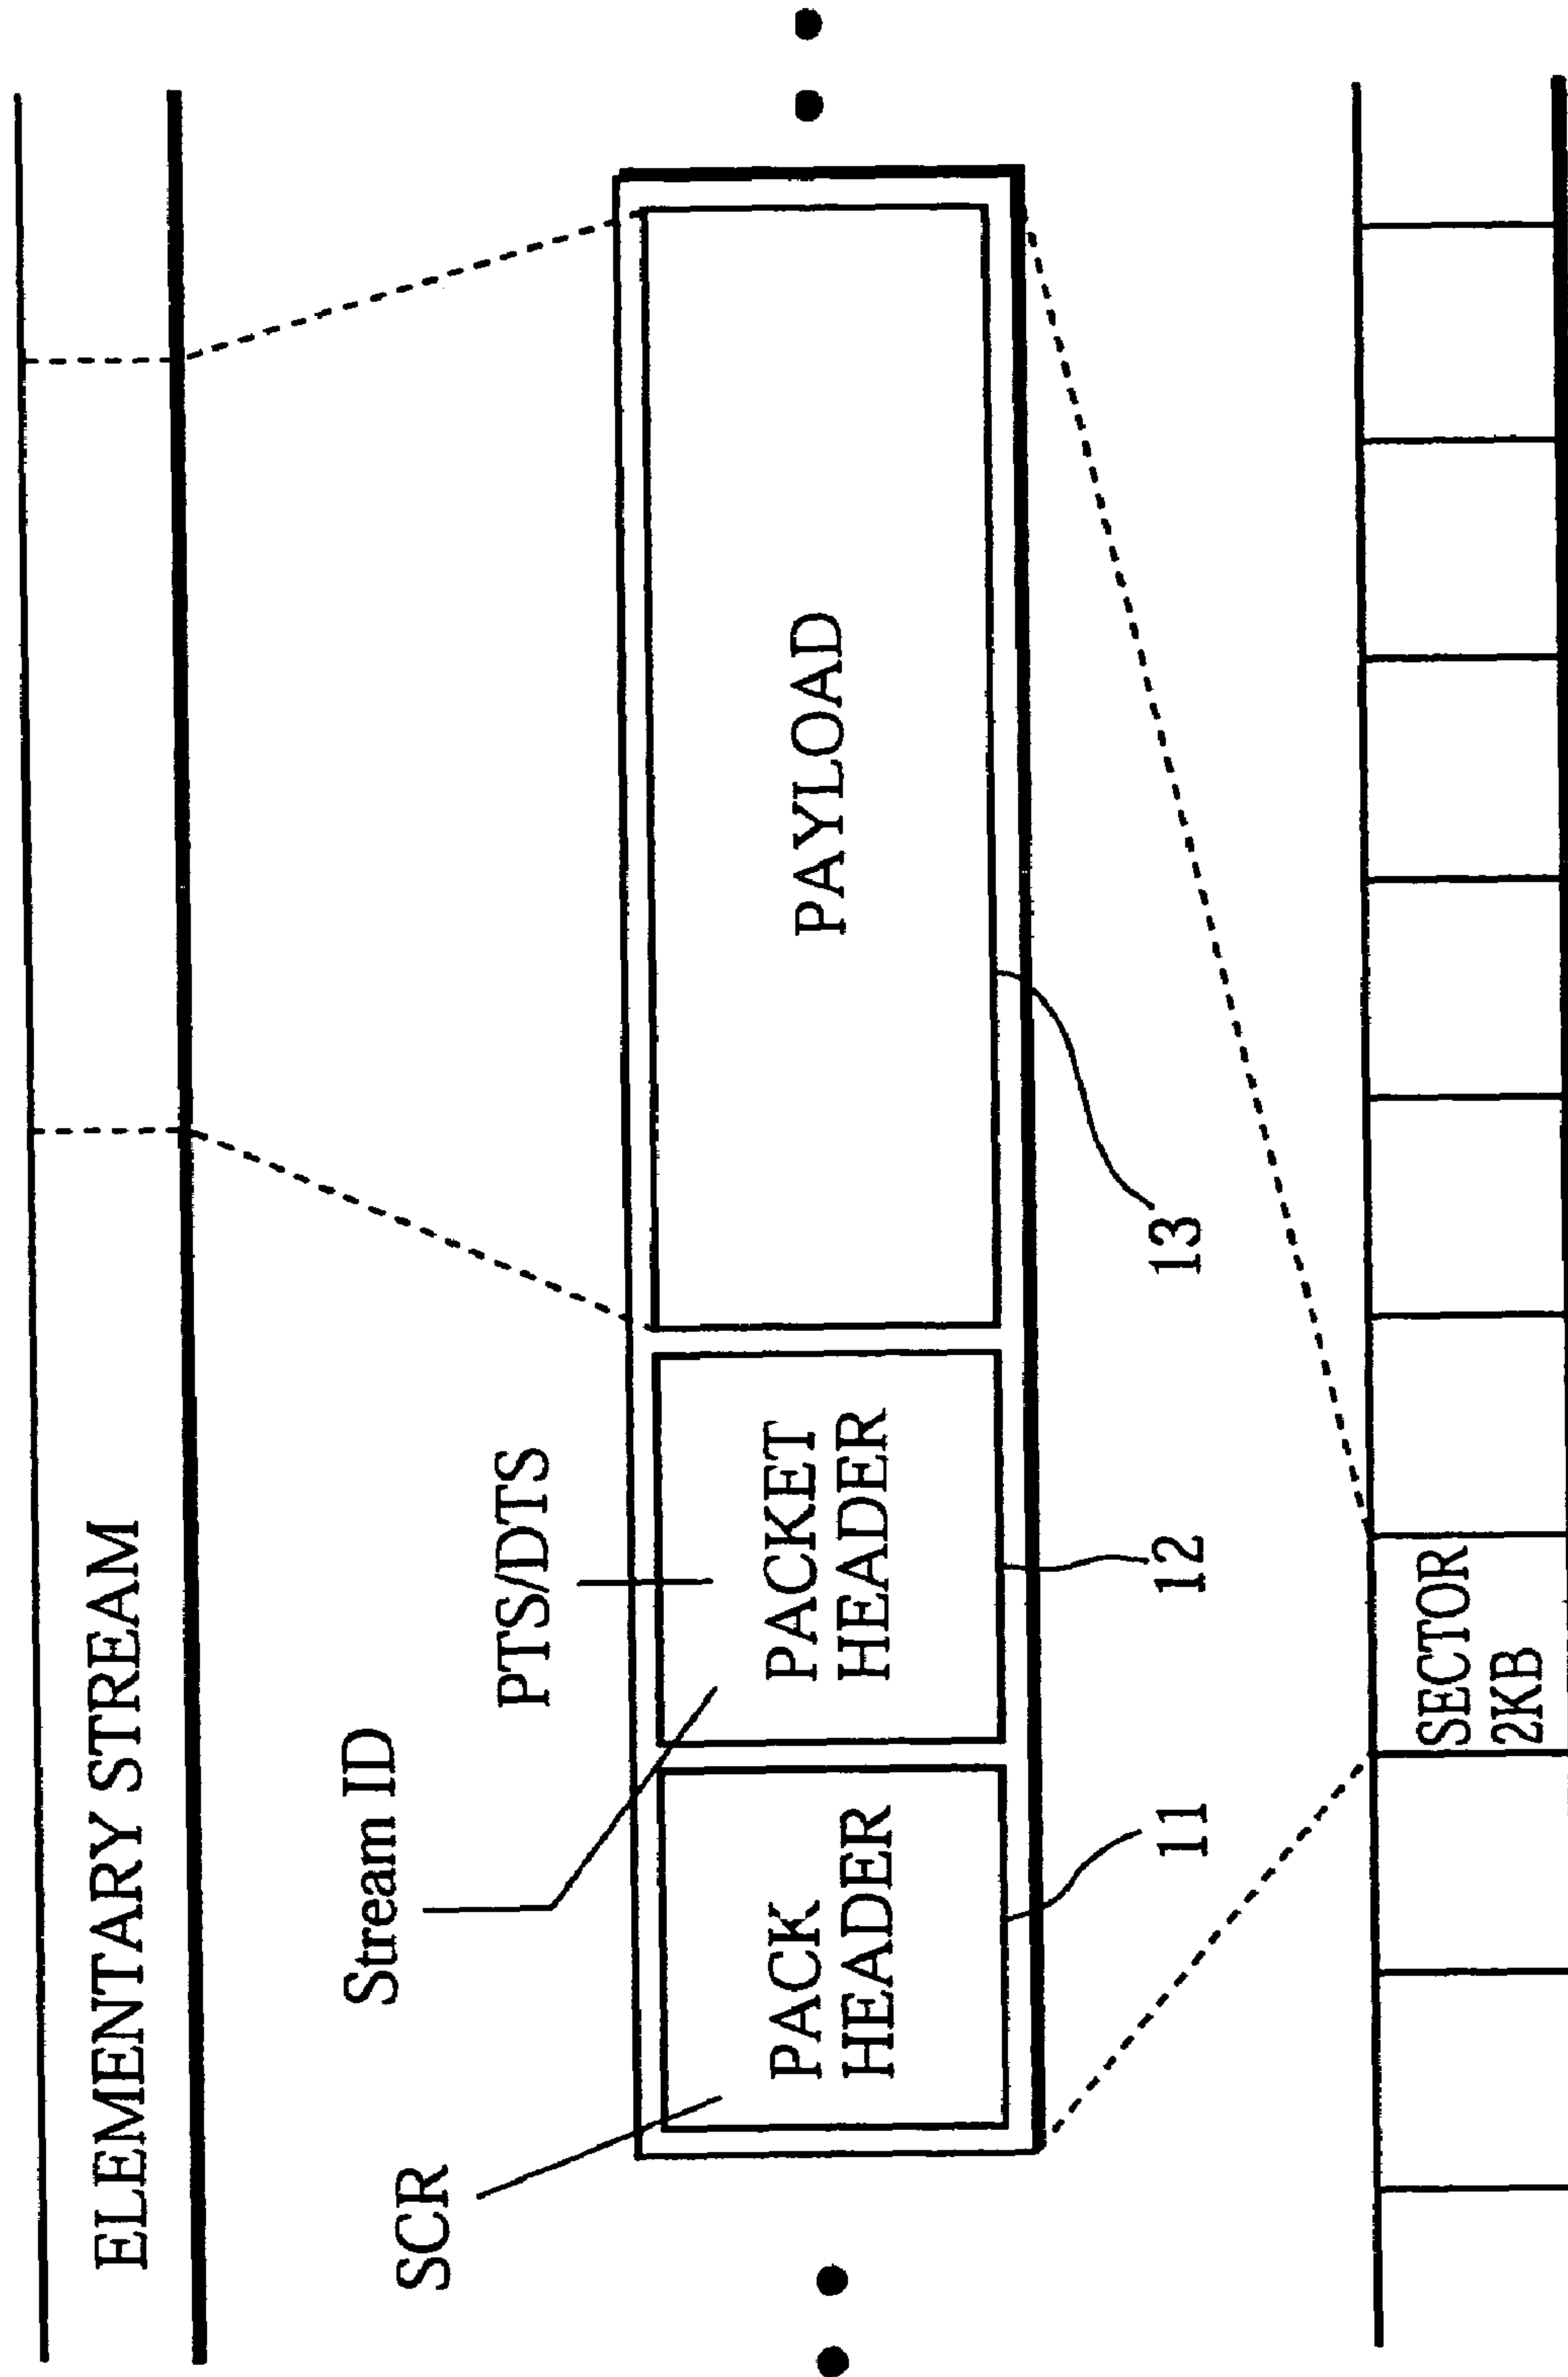 ELEMENTARY STREAM
Stream ID
SCR
PTS/DTS
PACK
HEADER
PACKET
HEADER
PAYLOAD
11
12
13
SECTOR
2KB